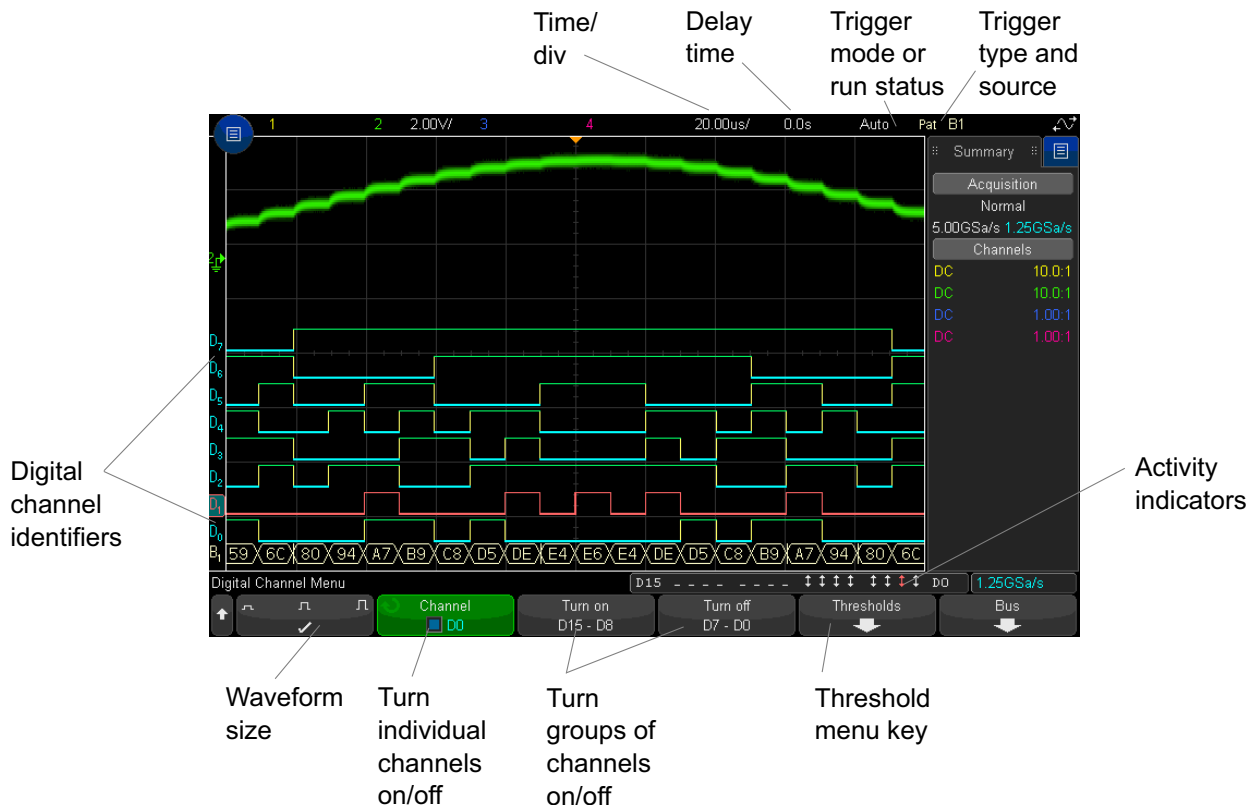 Time/
div
Delay
time
Trigger
mode or
run status
Trigger
type and
source
1 2 2.00V/ 3 4 20.00us/ 0.0s Auto Pat B1
Summary
Acquisition
Normal
5.00GSa/s 1.25GSa/s
Channels
DC 10.0:1
DC 10.0:1
DC 1.00:1
DC 1.00:1
2
D7
D6
D5
D4
D3
D2
D1
D0
B1 59 6C 80 94 A7 B9 C8 D5 DE E4 E6 E4 DE D5 C8 B9 A7 94 80 6C
Digital
channel
identifiers
Activity
indicators
Digital Channel Menu D15 D0 1.25GSa/s
Channel
D0
Turn on
D15 - D8
Turn off
D7 - D0
Thresholds
Bus
Waveform
size
Turn
individual
channels
on/off
Turn
groups of
channels
on/off
Threshold
menu key